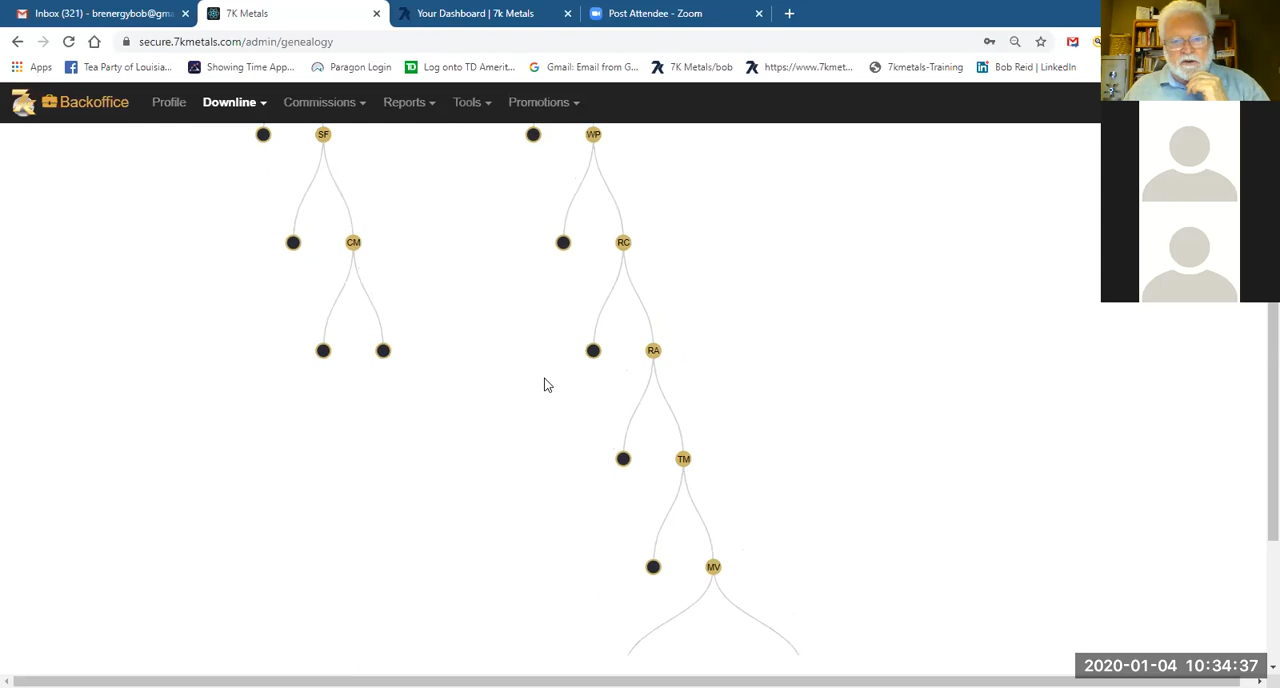 Inbox (321) - brenergybob@gma
7K Metals
Your Dashboard | 7k Metals
Post Attendee - Zoom
secure.7kmetals.com/admin/genealogy
Apps
Tea Party of Louisia...
Showing Time App...
Paragon Login
Log onto TD Amerit...
Gmail: Email from G...
7K Metals/bob
https://www.7kmet...
7kmetals-Training
Bob Reid | LinkedIn
Backoffice
Profile
Downline
Commissions
Reports
Tools
Promotions
SF
WP
CM
RC
RA
TM
MV
2020-01-04 10:34:37